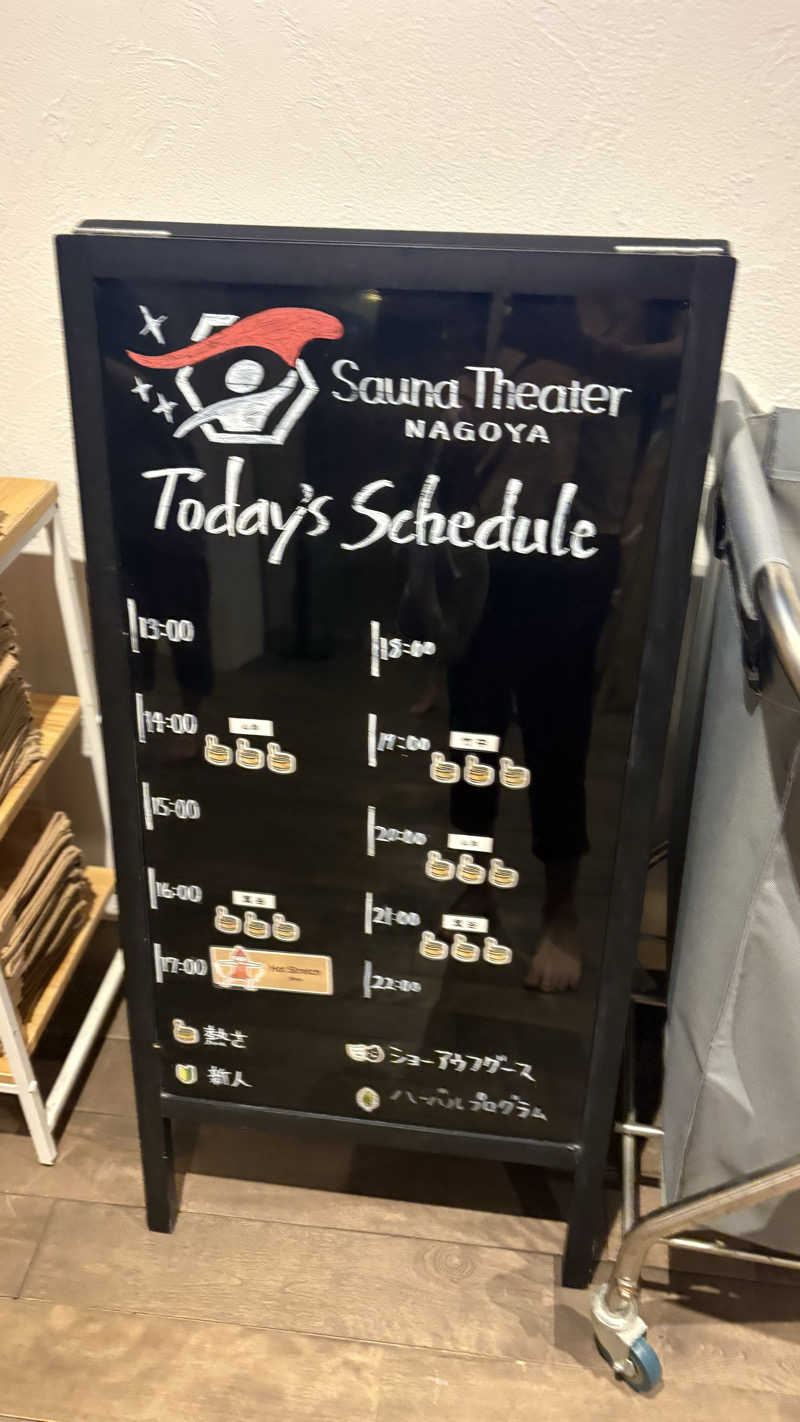 Sauna Theater
NAGOYA
Today's Schedule
13:00
14:00
15:00
16:00
17:00 Hot Stretch
18:00
19:00
20:00
21:00
22:00
熱さ
新人
ショーアウフグース
ハーバルプログラム